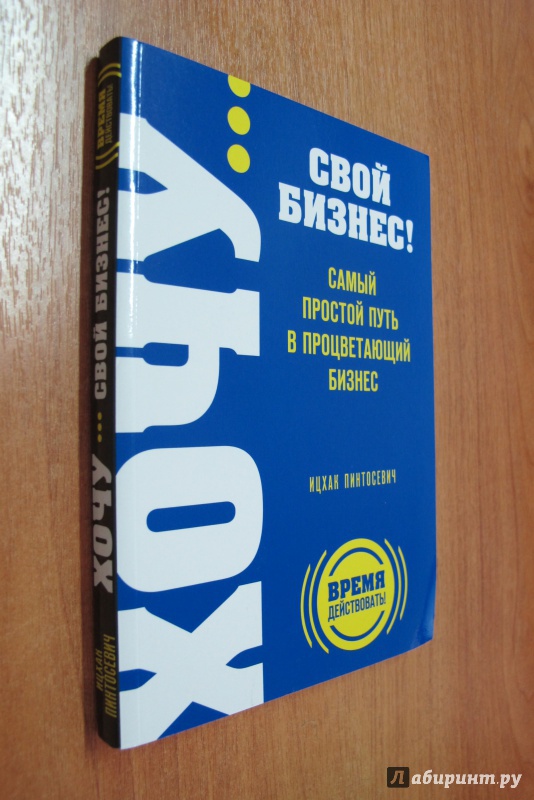 ХОЧУ...
СВОЙ
БИЗНЕС!
САМЫЙ
ПРОСТОЙ ПУТЬ
В ПРОЦВЕТАЮЩИЙ
БИЗНЕС
ИЦХАК ПИНТОСЕВИЧ
ВРЕМЯ
ДЕЙСТВОВАТЬ!
ИЦХАК
ПИНТОСЕВИЧ
ХОЧУ... СВОЙ БИЗНЕС!
ВРЕМЯ
ДЕЙСТВОВАТЬ!
Лабиринт.ру